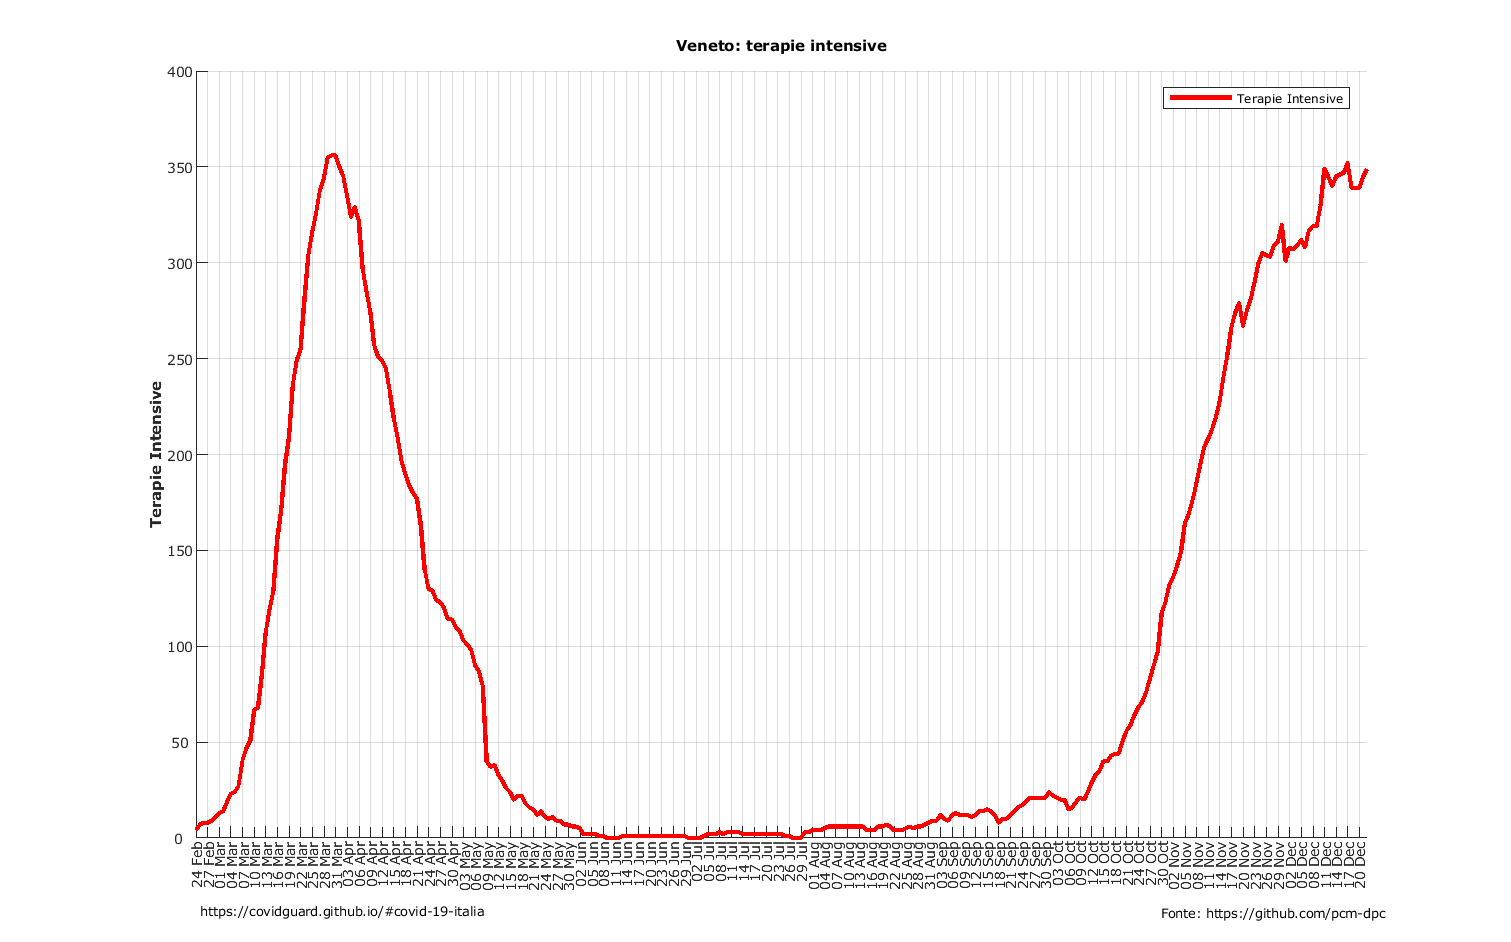 Veneto: terapie intensive
400
350
300
250
200
150
100
50
0
Terapie Intensive
Terapie Intensive
24 Feb
27 Feb
01 Mar
04 Mar
07 Mar
10 Mar
13 Mar
16 Mar
19 Mar
22 Mar
25 Mar
28 Mar
31 Mar
03 Apr
06 Apr
09 Apr
12 Apr
15 Apr
18 Apr
21 Apr
24 Apr
27 Apr
30 Apr
03 May
06 May
09 May
12 May
15 May
18 May
21 May
24 May
27 May
30 May
02 Jun
05 Jun
08 Jun
11 Jun
14 Jun
17 Jun
20 Jun
23 Jun
26 Jun
29 Jun
02 Jul
05 Jul
08 Jul
11 Jul
14 Jul
17 Jul
20 Jul
23 Jul
26 Jul
29 Jul
01 Aug
04 Aug
07 Aug
10 Aug
13 Aug
16 Aug
19 Aug
22 Aug
25 Aug
28 Aug
31 Aug
03 Sep
06 Sep
09 Sep
12 Sep
15 Sep
18 Sep
21 Sep
24 Sep
27 Sep
30 Sep
03 Oct
06 Oct
09 Oct
12 Oct
15 Oct
18 Oct
21 Oct
24 Oct
27 Oct
30 Oct
02 Nov
05 Nov
08 Nov
11 Nov
14 Nov
17 Nov
20 Nov
23 Nov
26 Nov
29 Nov
02 Dec
05 Dec
08 Dec
11 Dec
14 Dec
17 Dec
20 Dec
https://covidguard.github.io/#covid-19-italia
Fonte: https://github.com/pcm-dpc